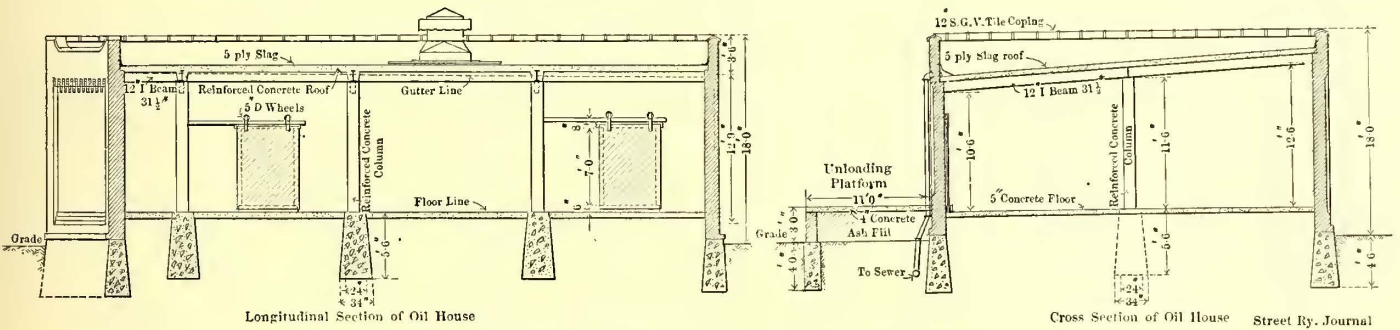 5 ply Slag
12" I Beam
31½"
Reinforced Concrete Roof
Gutter Line
5" D Wheels
Reinforced Concrete
Column
Floor Line
Grade
3'6"
12'9"
18'0"
8"
7'0"
6"
5'6"
24"
34"
Longitudinal Section of Oil House
12" S.G.V. Tile Coping
5 ply Slag roof
12" I Beam 31½
10'6"
Reinforced Concrete
Column
11'6"
12'6"
18'0"
Unloading
Platform
11'0"
5" Concrete Floor
4" Concrete
Ash Fill
Grade
3'0"
4'0"
To Sewer
5'6"
4'6"
24"
34"
Cross Section of Oil House
Street Ry. Journal